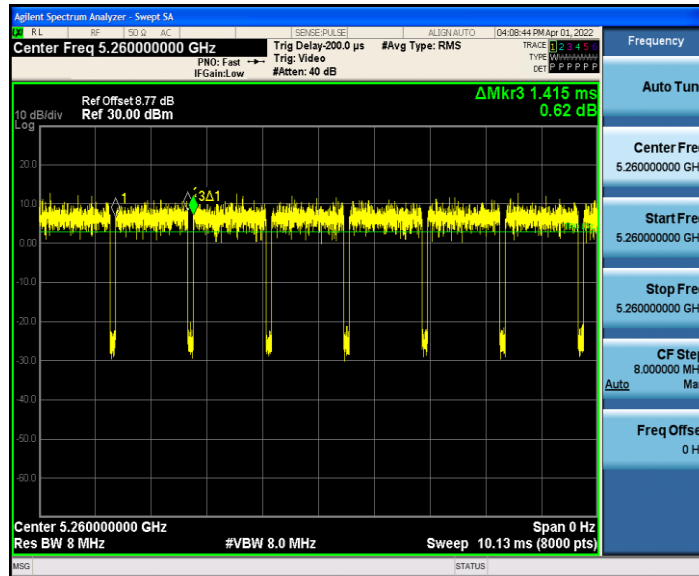 Agilent Spectrum Analyzer - Swept SA
RL RF 50 Ω AC SENSE:PULSE ALIGN AUTO 04:08:44 PM Apr 01, 2022
Center Freq 5.260000000 GHz
PNO: Fast
IFGain:Low
Trig Delay-200.0 µs
Trig: Video
#Atten: 40 dB
#Avg Type: RMS
TRACE 1 2 3 4 5 6
TYPE W
DET P P P P P P
Ref Offset 8.77 dB
10 dB/div Ref 30.00 dBm
Log
ΔMkr3 1.415 ms
0.62 dB
20.0
10.0
0.00
-10.0
-20.0
-30.0
-40.0
-50.0
-60.0
1
3Δ1
Center 5.260000000 GHz Span 0 Hz
Res BW 8 MHz #VBW 8.0 MHz Sweep 10.13 ms (8000 pts)
MSG STATUS
Frequency
Auto Tun
Center Fre
5.260000000 GH
Start Fre
5.260000000 GH
Stop Fre
5.260000000 GH
CF Step
8.000000 MH
Auto Ma
Freq Offse
0 H